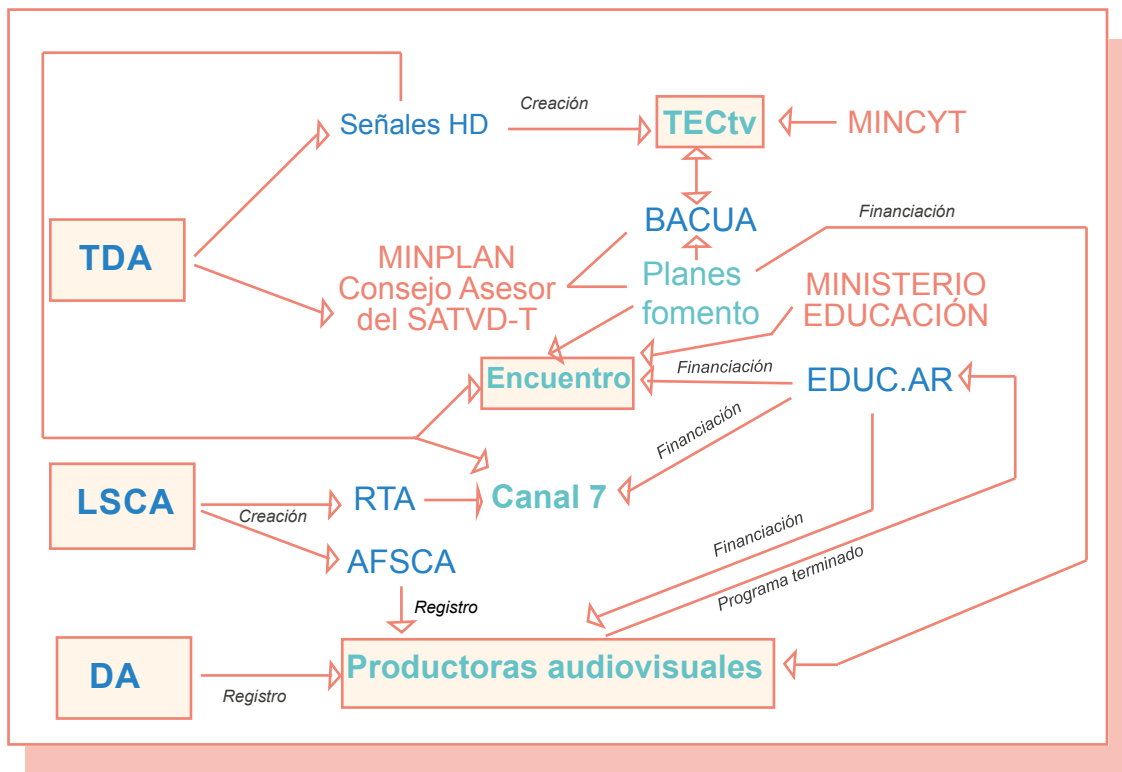 Creación
Señales HD
TECtv
MINCYT
BACUA
Financiación
TDA
MINPLAN
Consejo Asesor
del SATVD-T
Planes
fomento
MINISTERIO
EDUCACIÓN
Encuentro
Financiación
EDUC.AR
Financiación
LSCA
Creación
RTA
Canal 7
AFSCA
Registro
Financiación
Programa terminado
DA
Registro
Productoras audiovisuales